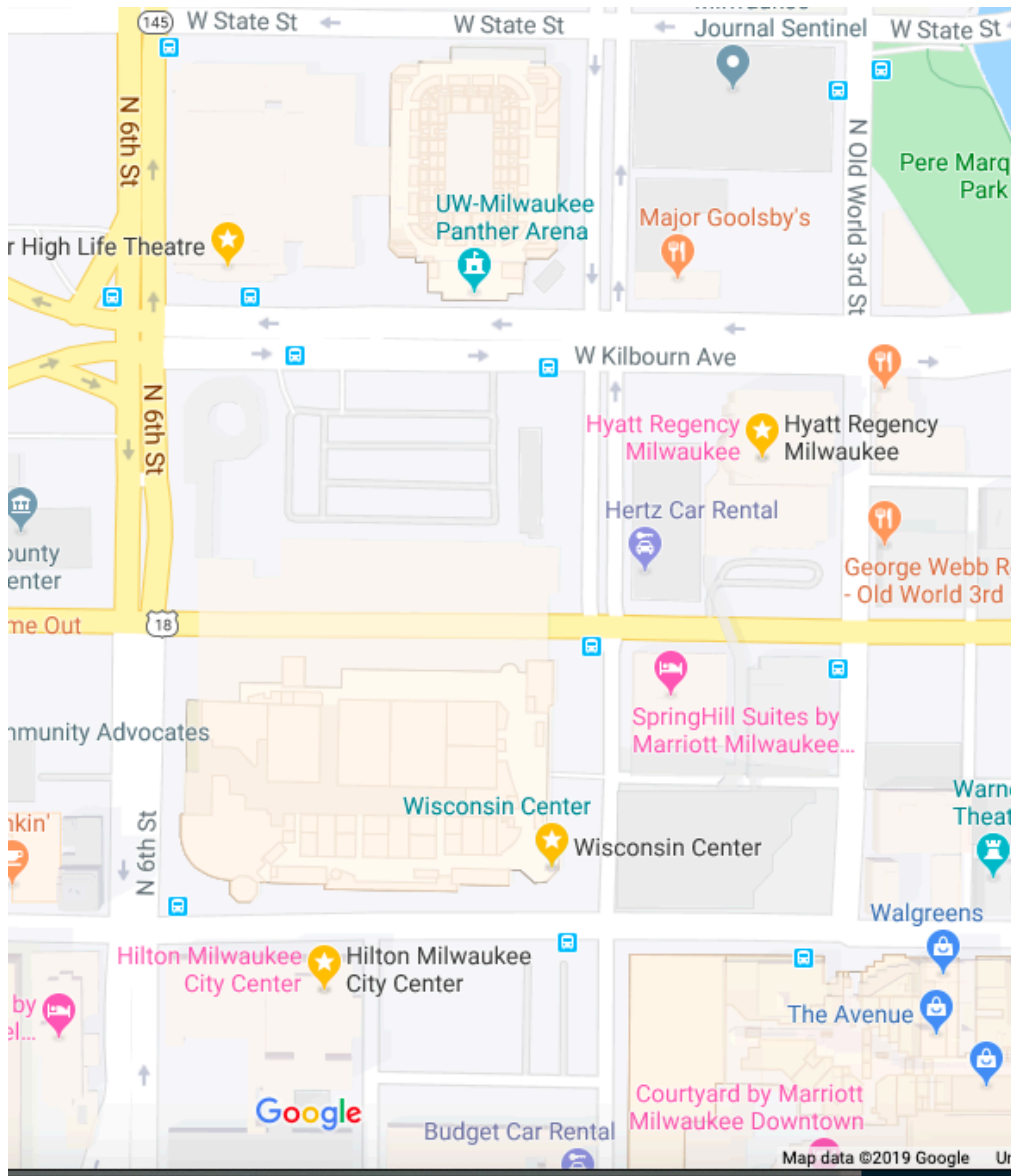 145
W State St
W State St
Journal Sentinel
W State St
N 6th St
N Old World 3rd St
Pere Marq
Park
UW-Milwaukee
Panther Arena
Major Goolsby's
r High Life Theatre
W Kilbourn Ave
N 6th St
Hyatt Regency
Milwaukee
Hyatt Regency
Milwaukee
Hertz Car Rental
ounty
enter
George Webb R
- Old World 3rd
me Out
18
SpringHill Suites by
Marriott Milwaukee...
mmunity Advocates
Wisconsin Center
Wisconsin Center
Warn
Theat
nkin'
N 6th St
Walgreens
Hilton Milwaukee
City Center
Hilton Milwaukee
City Center
by
el...
The Avenue
Courtyard by Marriott
Milwaukee Downtown
Google
Budget Car Rental
Map data ©2019 Google